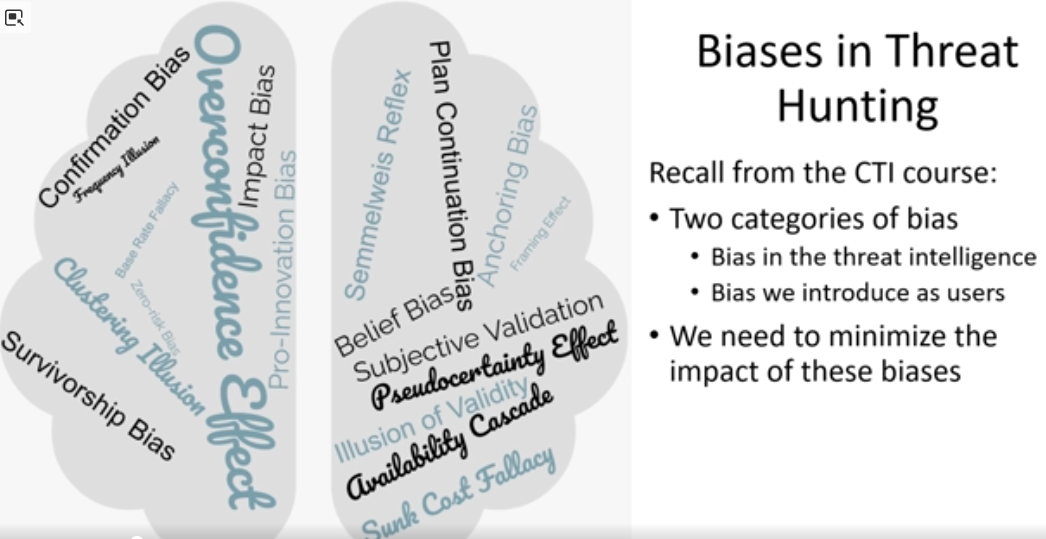 Confirmation Bias
Frequency Illusion
Overconfidence Effect
Impact Bias
Pro-Innovation Bias
Base Rate Fallacy
Zero-risk Bias
Clustering Illusion
Survivorship Bias
Semmelweis Reflex
Plan Continuation Bias
Anchoring Bias
Framing Effect
Belief Bias
Subjective Validation
Pseudocertainty Effect
Illusion of Validity
Availability Cascade
Sunk Cost Fallacy
Biases in Threat
Hunting
Recall from the CTI course:
• Two categories of bias
• Bias in the threat intelligence
• Bias we introduce as users
• We need to minimize the
impact of these biases